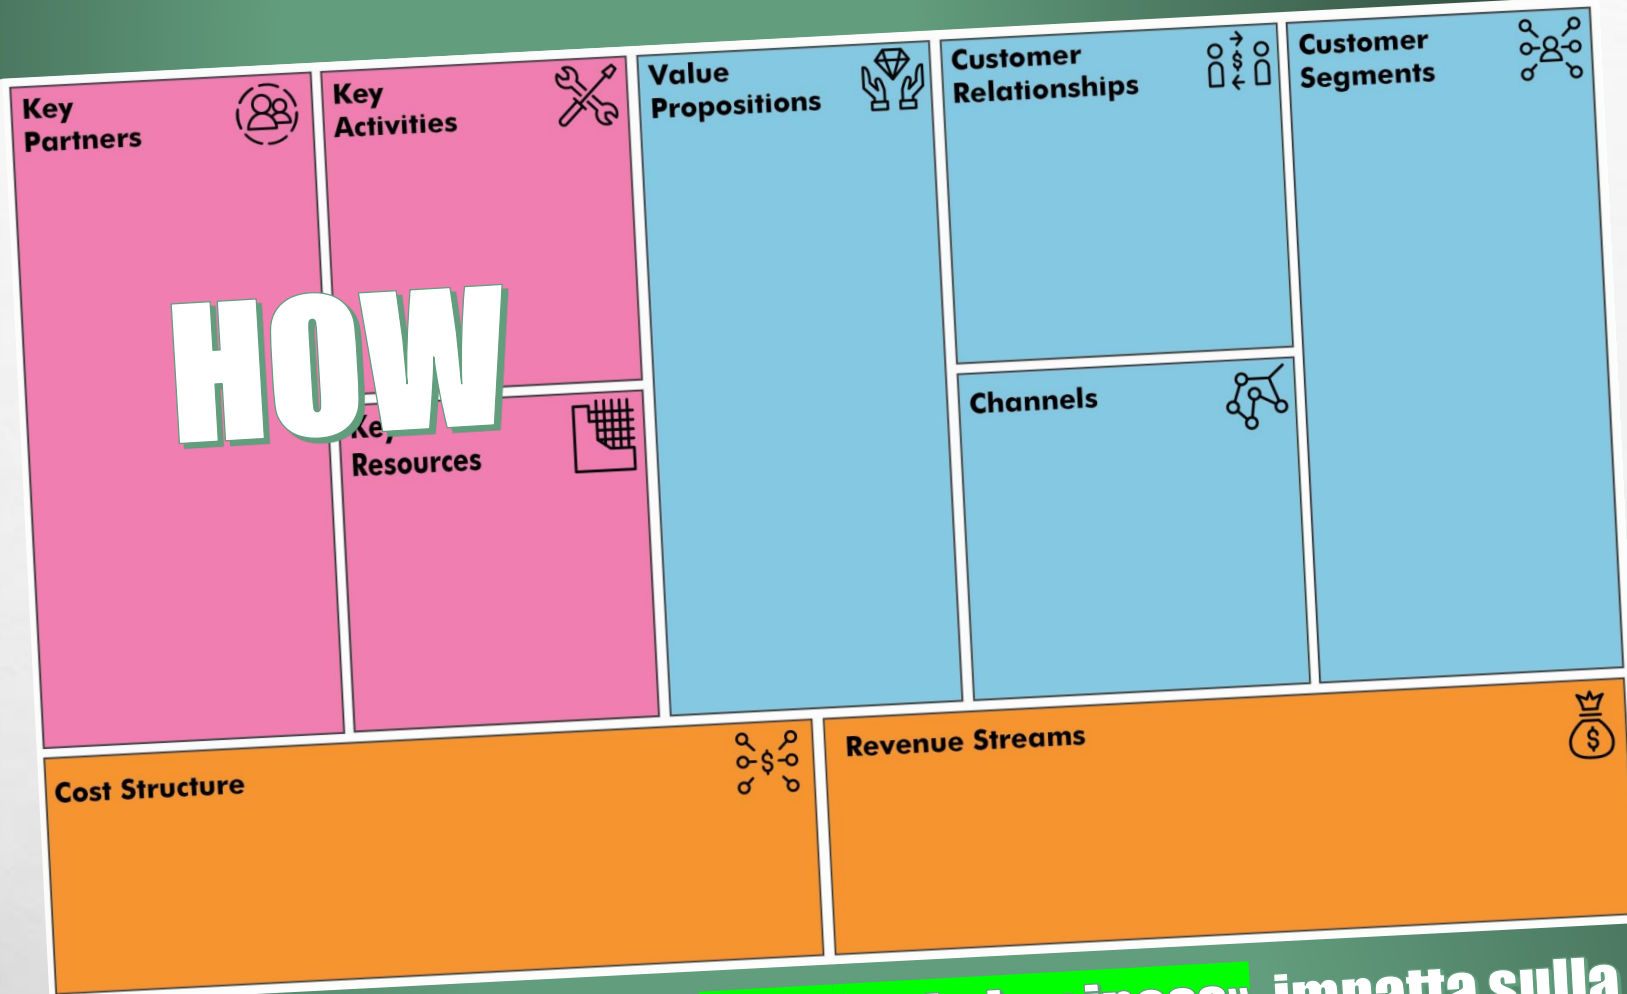 Key
Partners
Key
Activities
Value
Propositions
Customer
Relationships
Customer
Segments
HOW
Resources
Channels
Cost Structure
Revenue Streams
impatta sulla